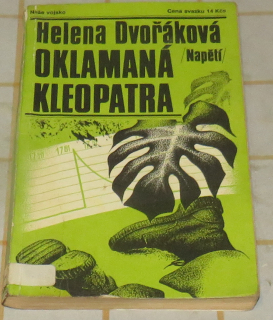 Naše vojsko Cena svazku 14 Kčs
Helena Dvořáková
OKLAMANÁ /Napětí/
KLEOPATRA